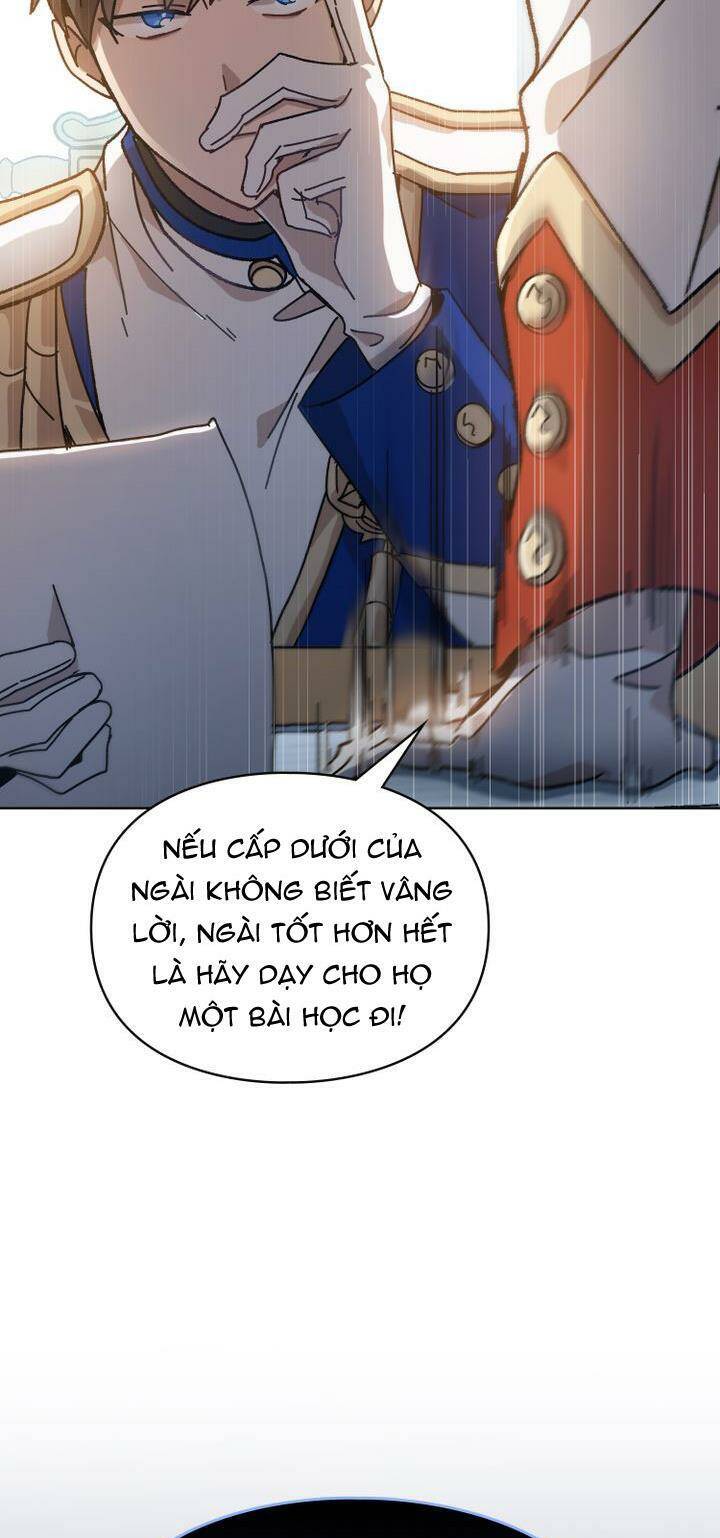 NẾU CẤP DƯỚI CỦA
NGÀI KHÔNG BIẾT VÂNG
LỜI, NGÀI TỐT HƠN HẾT
LÀ HÃY DẠY CHO HỌ
MỘT BÀI HỌC ĐI!